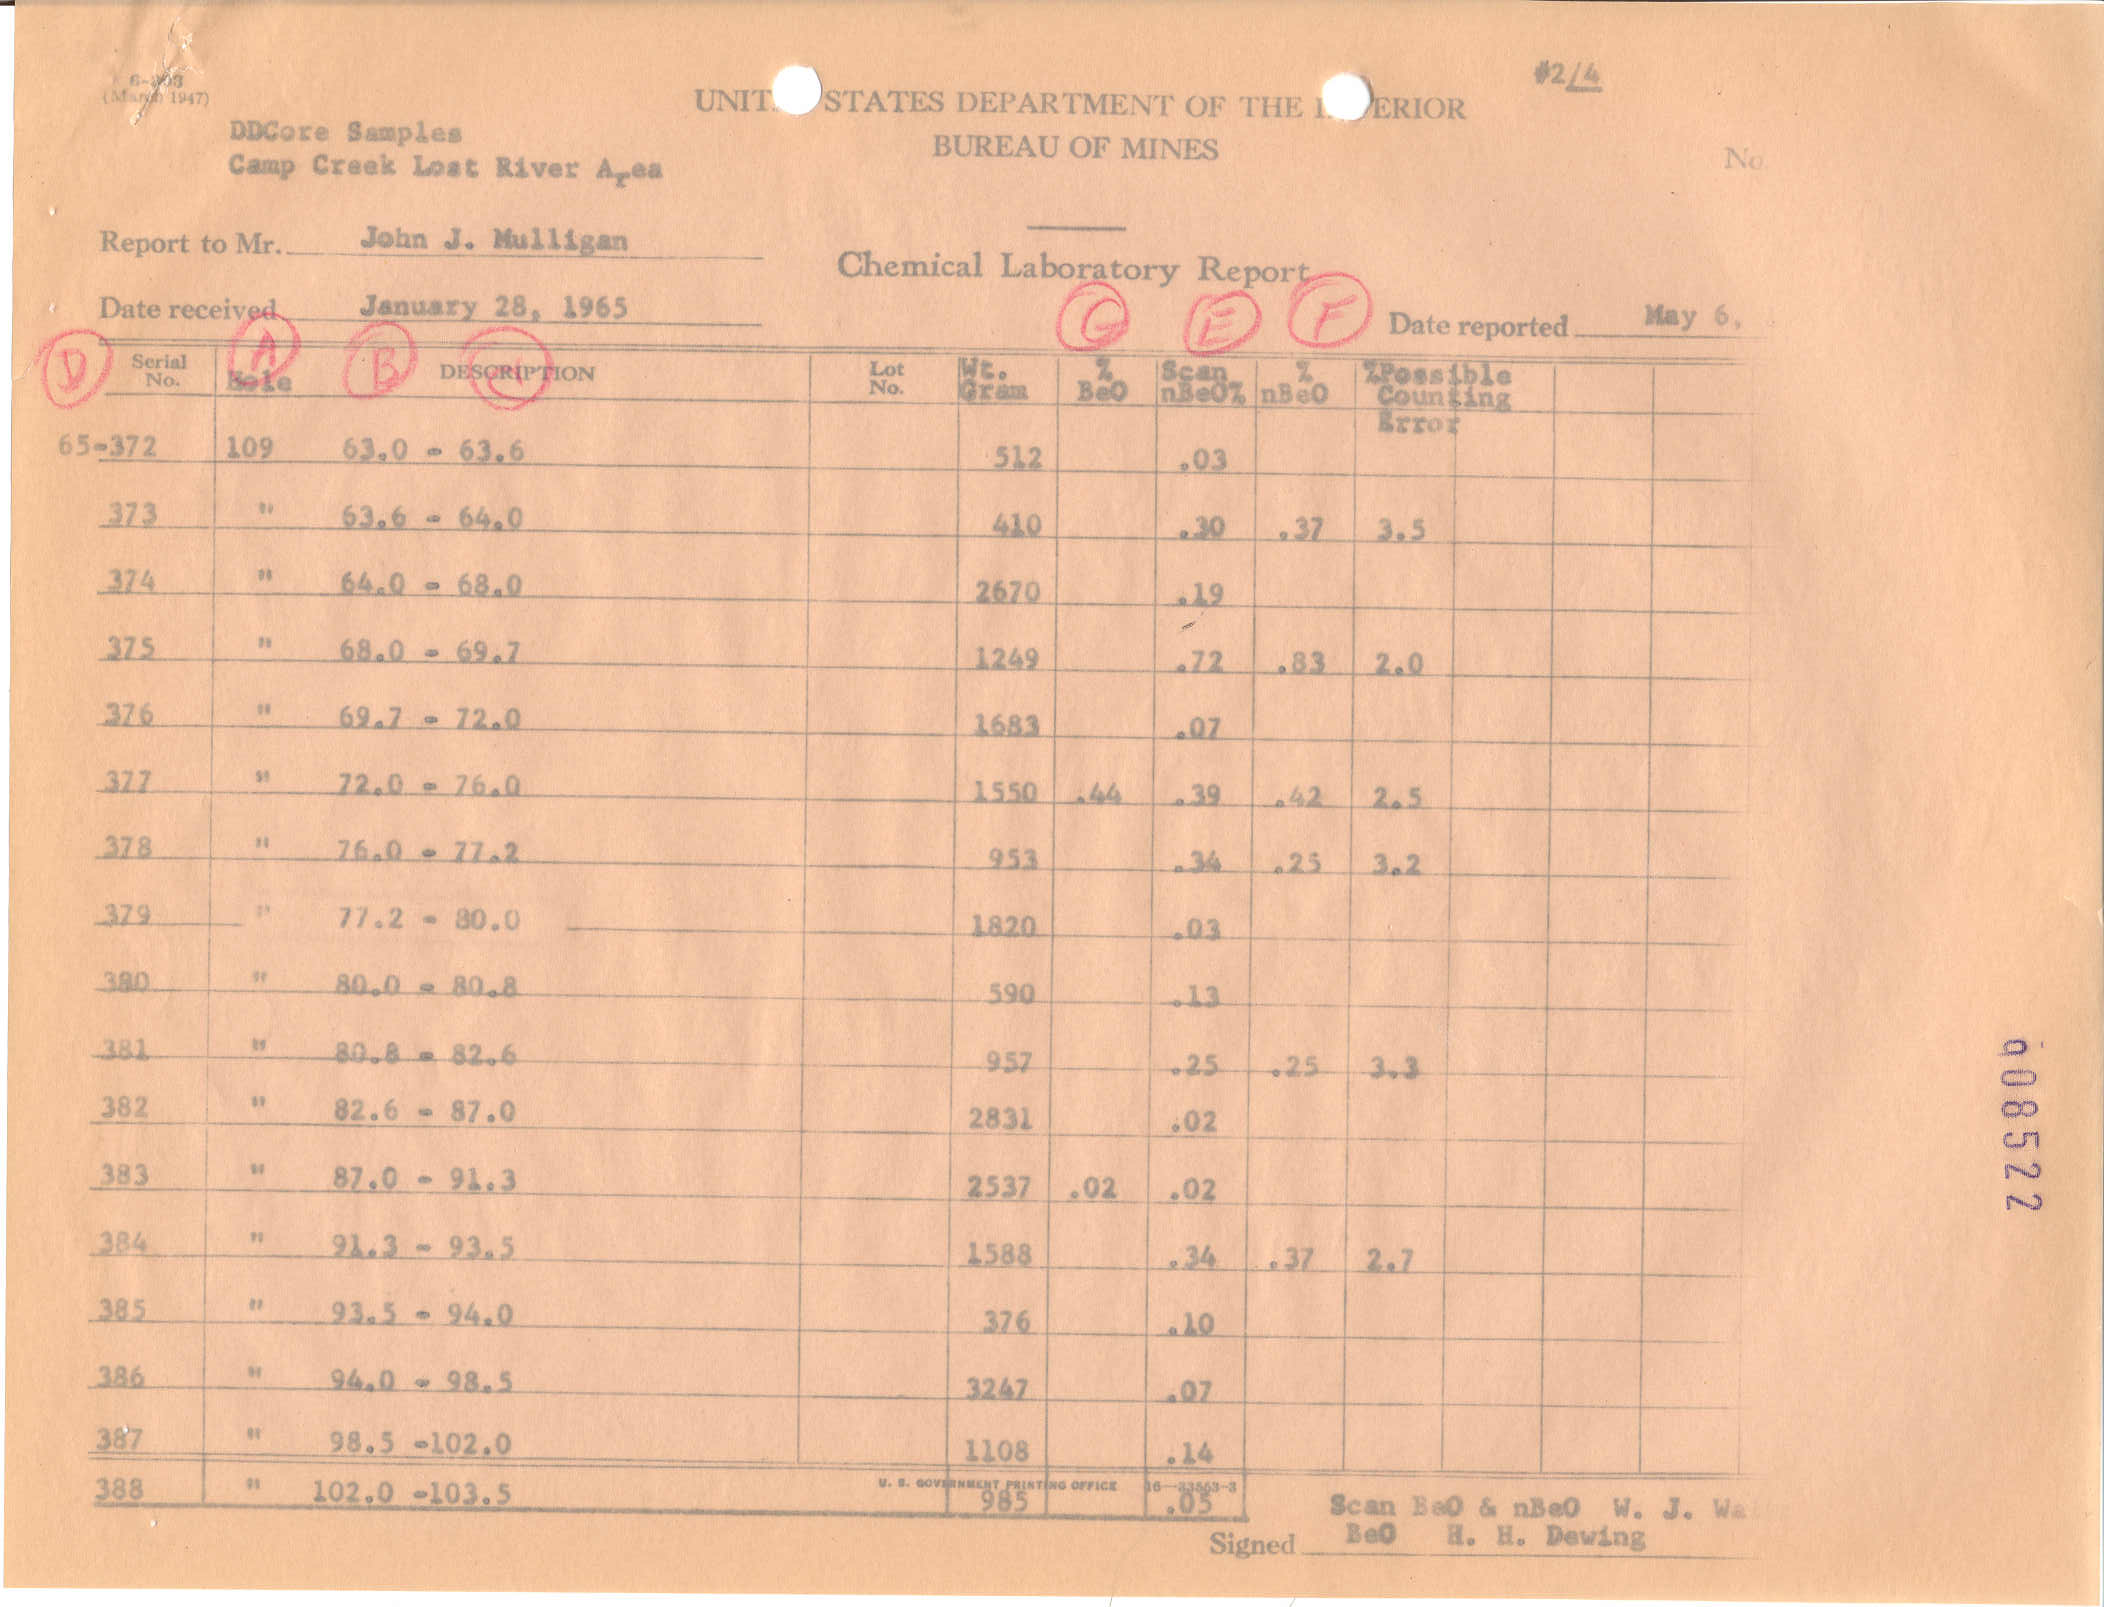 6-303
(March 1947)
#2/4
DDCore Samples
Camp Creek Lost River Area
STATES DEPARTMENT OF THE
BUREAU OF MINES
No
Report to Mr. John J. Mulligan
Chemical Laboratory Report
Date received January 28, 1965
Date reported May 6,
D A B C G E F
Serial No. Hole DESCRIPTION Lot No. Wt. Gram % BeO Scan nBeO% % nBeO %Possible Counting Error
65-372 109 63.0 - 63.6 512 .03
373 " 63.6 - 64.0 410 .30 .37 3.5
374 " 64.0 - 68.0 2670 .19
375 " 68.0 - 69.7 1249 .72 .83 2.0
376 " 69.7 - 72.0 1683 .07
377 " 72.0 - 76.0 1550 .44 .39 .42 2.5
378 " 76.0 - 77.2 953 .34 .25 3.2
379 " 77.2 - 80.0 1820 .03
380 " 80.0 - 80.8 590 .13
381 " 80.8 - 82.6 957 .25 .25 3.3
382 " 82.6 - 87.0 2831 .02
383 " 87.0 - 91.3 2537 .02 .02
384 " 91.3 - 93.5 1588 .34 .37 2.7
385 " 93.5 - 94.0 376 .10
386 " 94.0 - 98.5 3247 .07
387 " 98.5 -102.0 1108 .14
U. S. GOVERNMENT PRINTING OFFICE 16-33553-3
388 " 102.0 -103.5 985 .05
Scan BeO & nBeO W. J. Wa
Signed BeO H. H. Dewing
908522